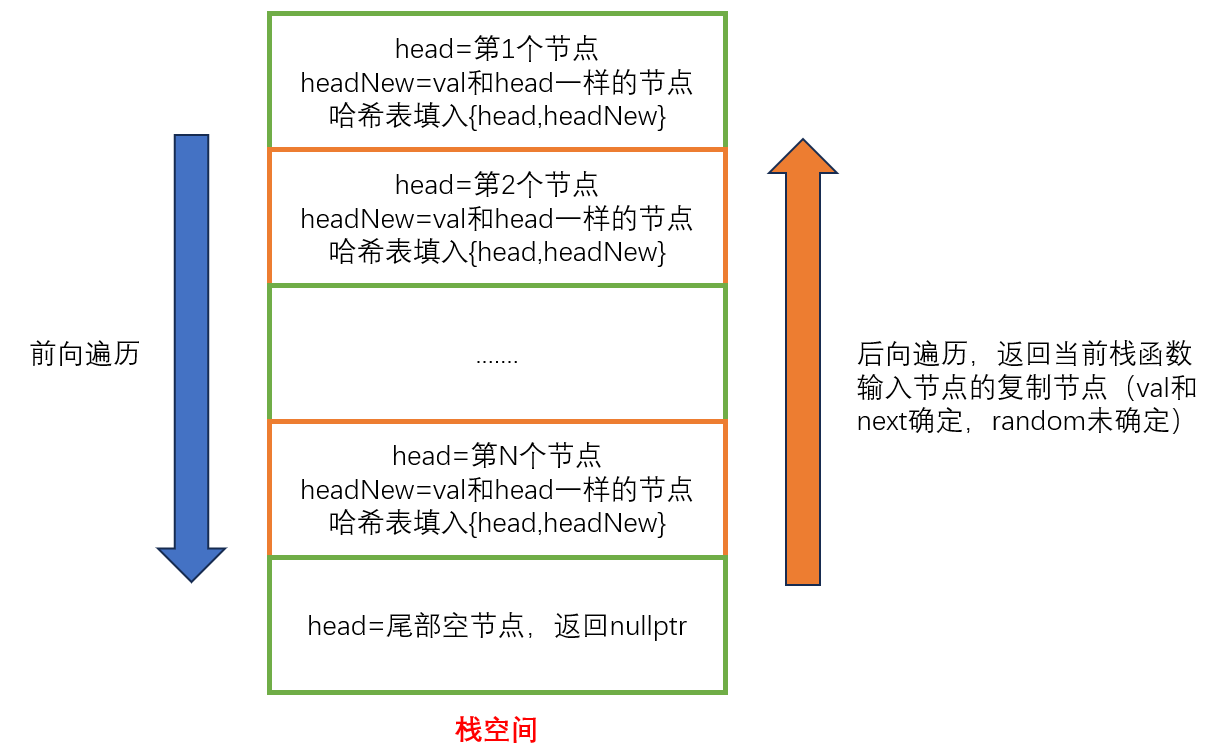 head=第1个节点
headNew=val和head一样的节点
哈希表填入{head,headNew}
head=第2个节点
headNew=val和head一样的节点
哈希表填入{head,headNew}
.......
head=第N个节点
headNew=val和head一样的节点
哈希表填入{head,headNew}
head=尾部空节点，返回nullptr
栈空间
前向遍历
后向遍历，返回当前栈函数
输入节点的复制节点（val和
next确定，random未确定）